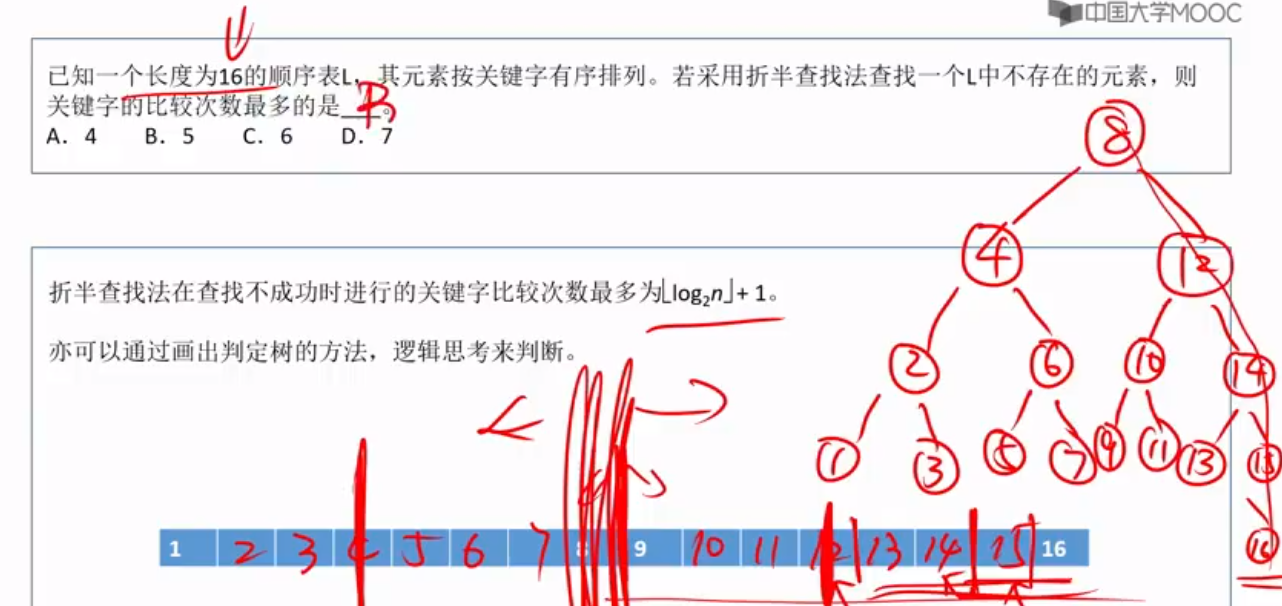 中国大学MOOC
已知一个长度为16的顺序表L，其元素按关键字有序排列。若采用折半查找法查找一个L中不存在的元素，则
关键字的比较次数最多的是___。
B
A. 4 B. 5 C. 6 D. 7
折半查找法在查找不成功时进行的关键字比较次数最多为⌊log₂n⌋+ 1。
亦可以通过画出判定树的方法，逻辑思考来判断。
8
4 12
2 6 10 14
1 3 5 7 9 11 13 15
16
1 2 3 4 5 6 7 8 9 10 11 12 13 14 15 16